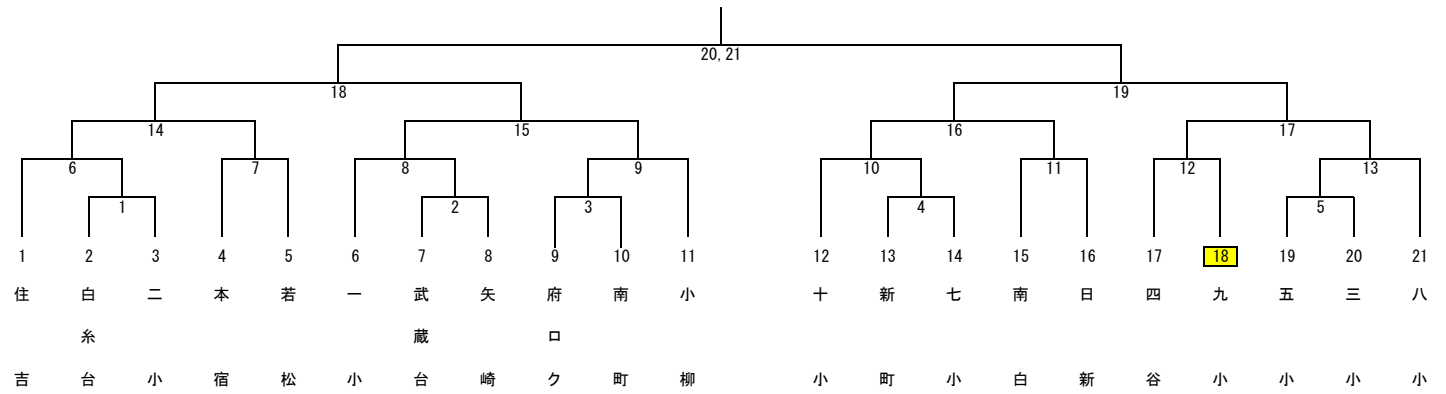 20, 21
18 19
14 15 16 17
6 7 8 9 10 11 12 13
1 2 3 4 5
1 2 3 4 5 6 7 8 9 10 11 12 13 14 15 16 17 18 19 20 21
住吉
白糸台
二小
本宿
若松
一小
武蔵台
矢崎
府ロク
南町
小柳
十小
新町
七小
南白
日新
四谷
九小
五小
三小
八小